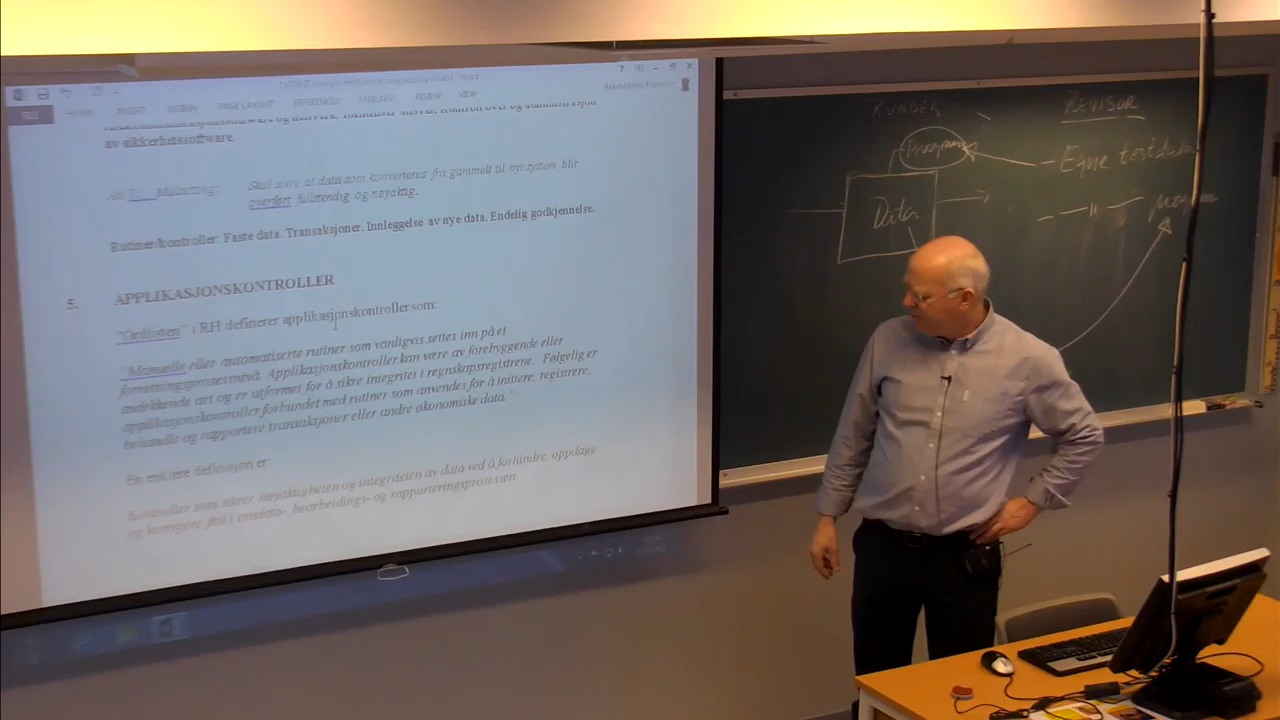 FILE HOME INSERT DESIGN PAGE LAYOUT REFERENCES MAILINGS REVIEW VIEW
av sikkerhetssoftware.
Målsetting: Skal sikre at data som konverteres fra gammelt til nytt system blir
overført fullstendig og nøyaktig.
Rutiner/kontroller: Faste data. Transaksjoner. Innleggelse av nye data. Endelig godkjennelse.
5. APPLIKASJONSKONTROLLER
"Ordlisten" i RH definerer applikasjonskontroller som:
"Manuelle eller automatiserte rutiner som vanligvis settes inn på et
forretningsprosessnivå. Applikasjonskontroller kan være av forebyggende eller
avdekkende art og er utformet for å sikre integritet i regnskapsregistrene. Følgelig er
applikasjonskontroller forbundet med rutiner som anvendes for å initiere, registrere,
behandle og rapportere transaksjoner eller andre økonomiske data."
En enklere definisjon er:
Kontroller som sikrer nøyaktigheten og integriteten av data ved å forhindre, oppdage
og korrigere feil i inndata-, bearbeidings- og rapporteringsprosessen.
KUNDER
REVISOR
Program
Egne testdata
Data
program